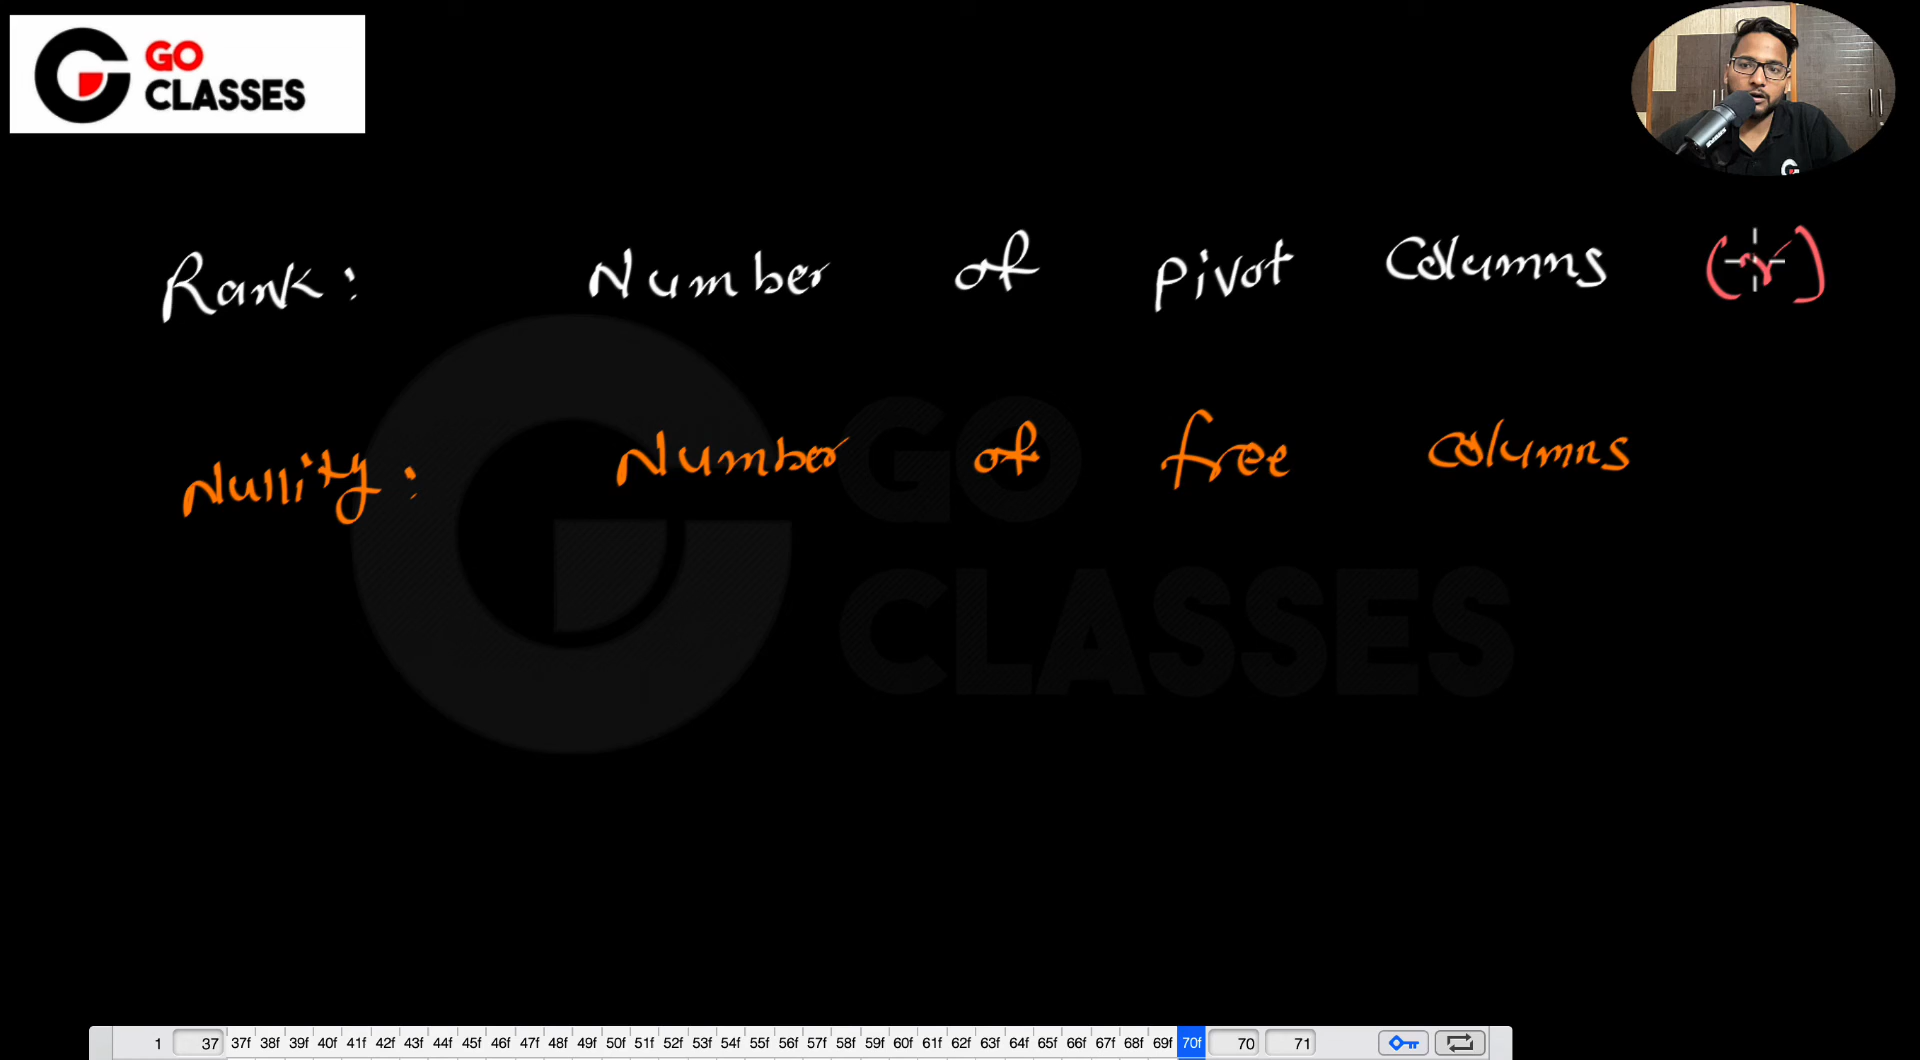 GO
CLASSES
Rank: Number of pivot Columns (r)
Nullity: Number of free columns
GO
CLASSES
1 37 37f 38f 39f 40f 41f 42f 43f 44f 45f 46f 47f 48f 49f 50f 51f 52f 53f 54f 55f 56f 57f 58f 59f 60f 61f 62f 63f 64f 65f 66f 67f 68f 69f 70f 70 71